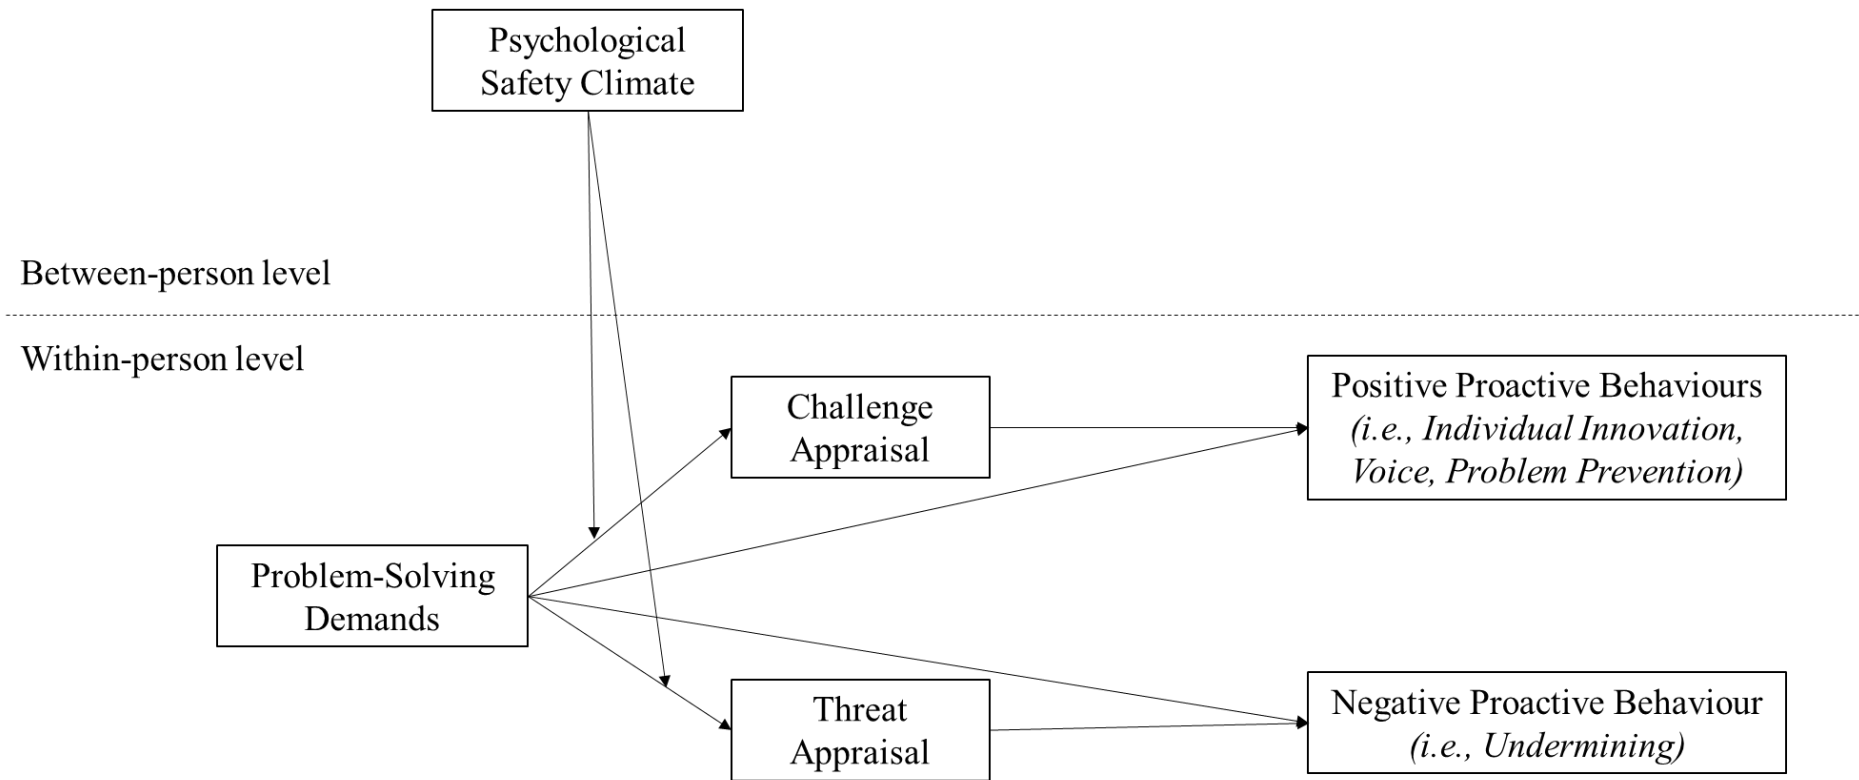 Psychological
Safety Climate
Between-person level
Within-person level
Challenge
Appraisal
Positive Proactive Behaviours
(i.e., Individual Innovation,
Voice, Problem Prevention)
Problem-Solving
Demands
Threat
Appraisal
Negative Proactive Behaviour
(i.e., Undermining)